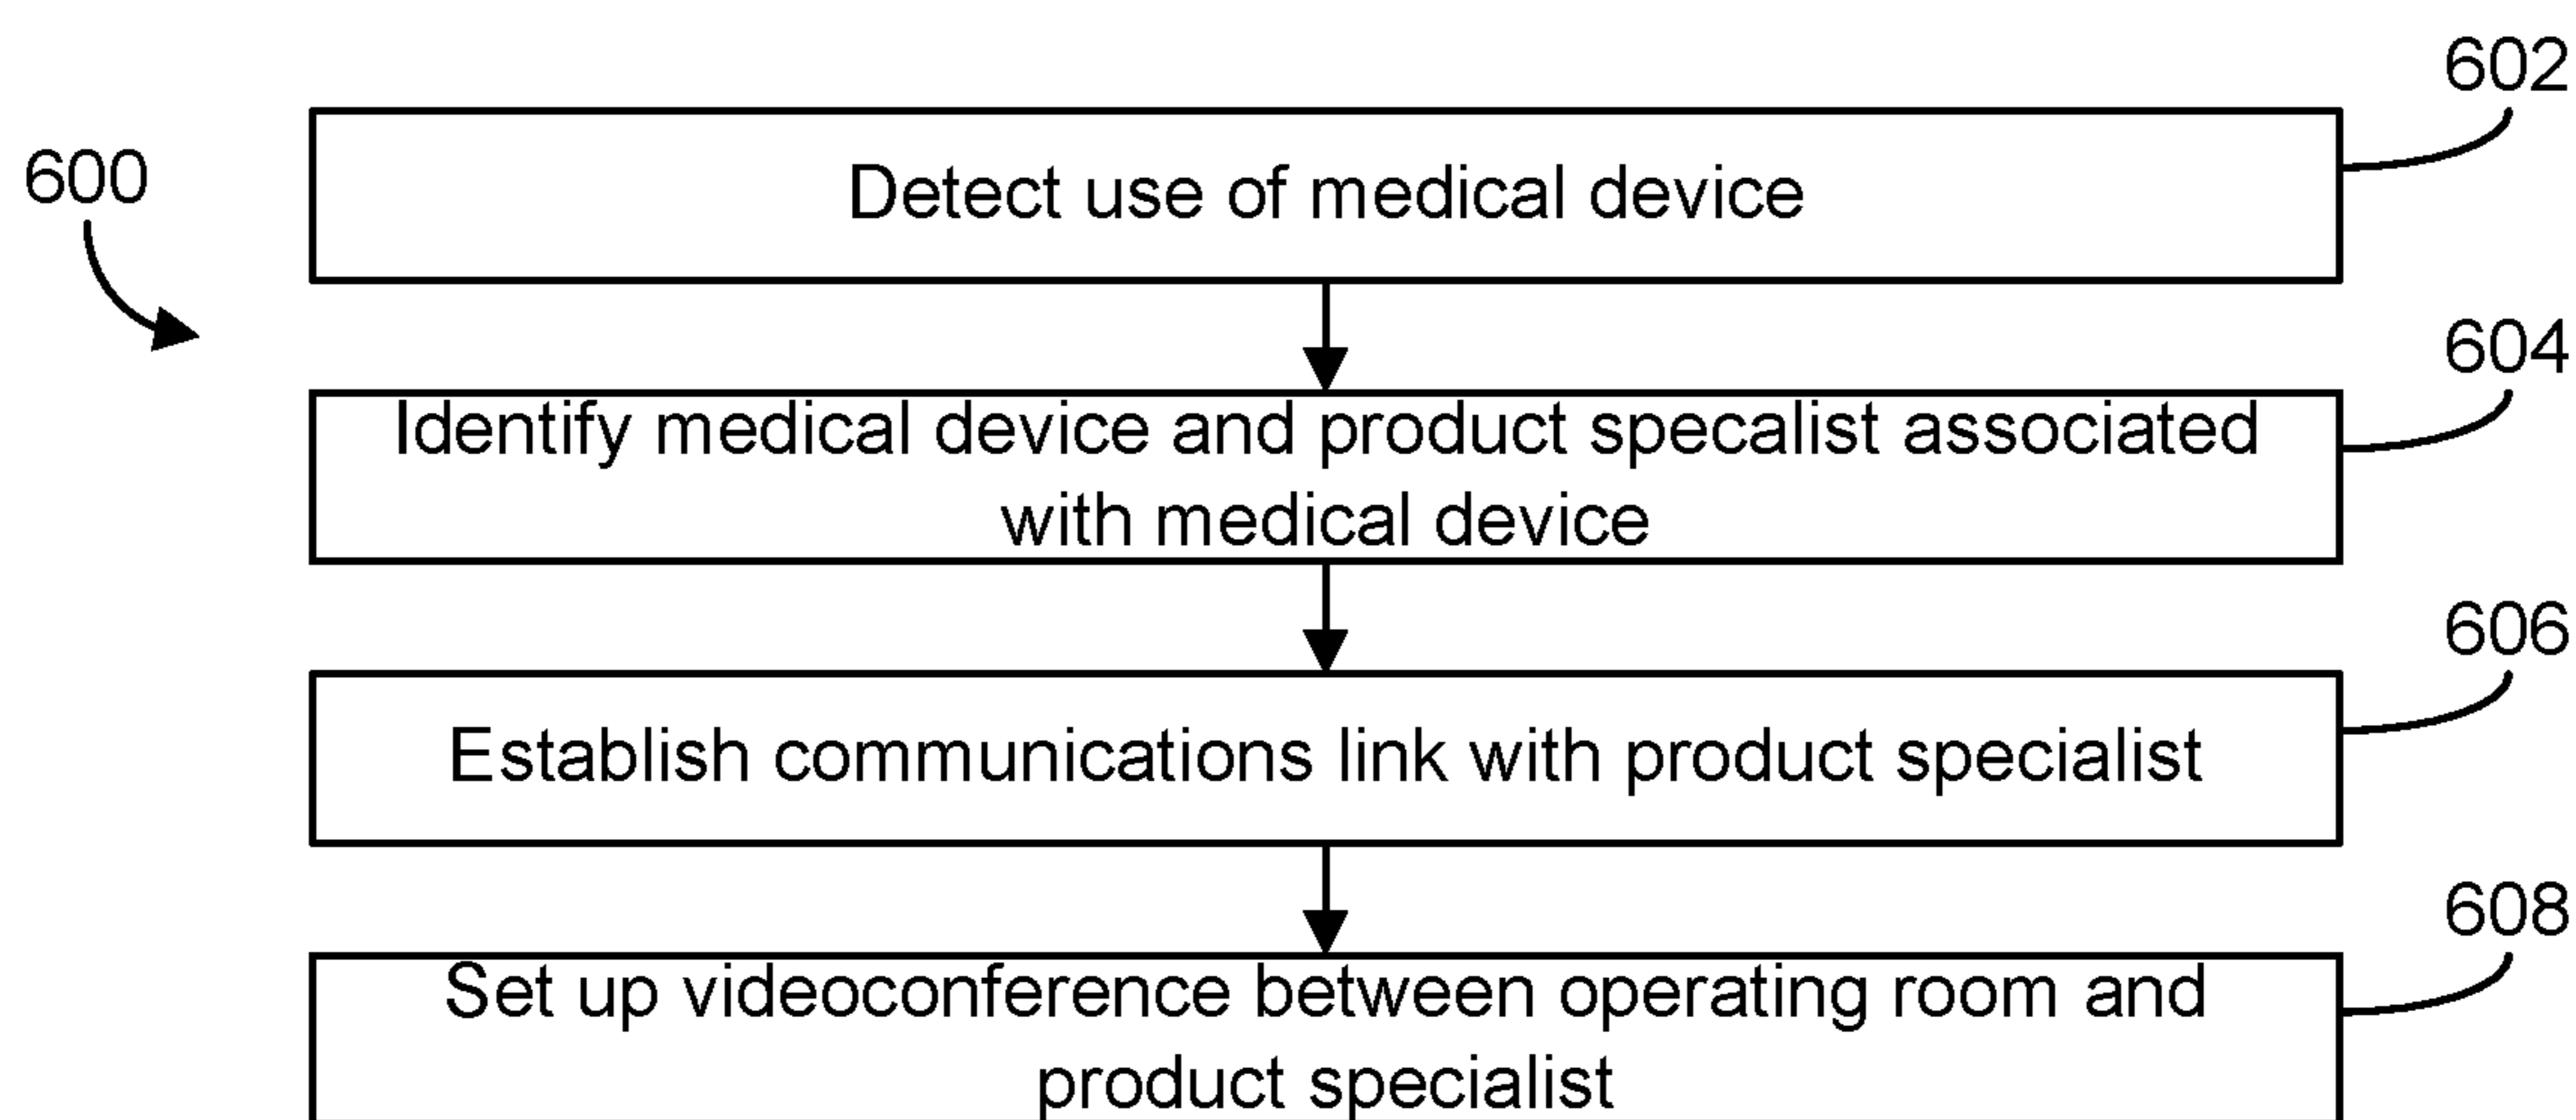 602
600
Detect use of medical device
604
Identify medical device and product specalist associated
with medical device
606
Establish communications link with product specialist
608
Set up videoconference between operating room and
product specialist